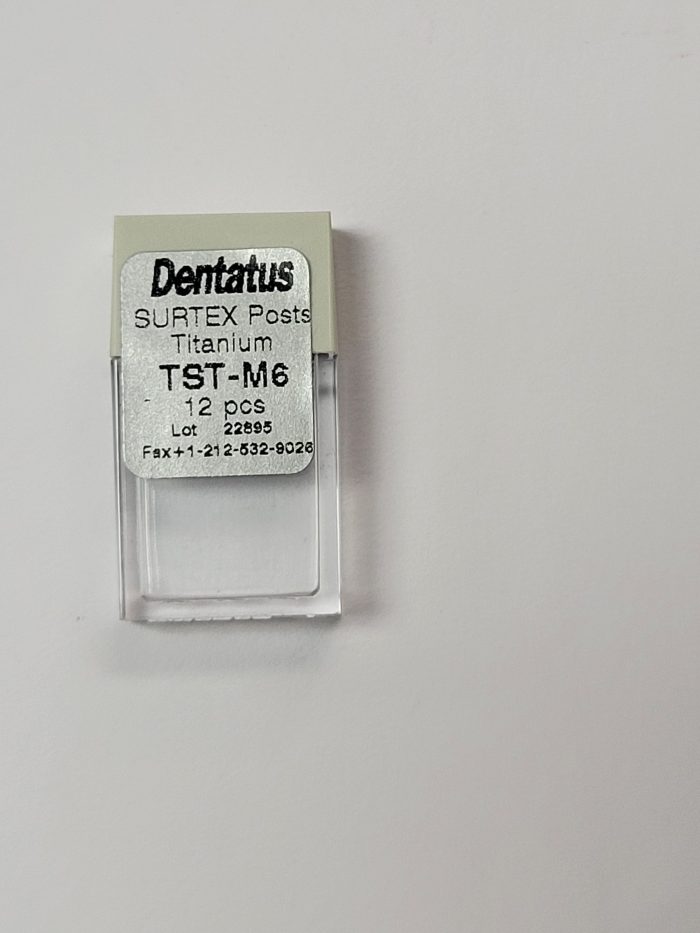 Dentatus
SURTEX Posts
Titanium
TST-M6
12 pcs
Lot 22895
Fax+1-212-532-9026